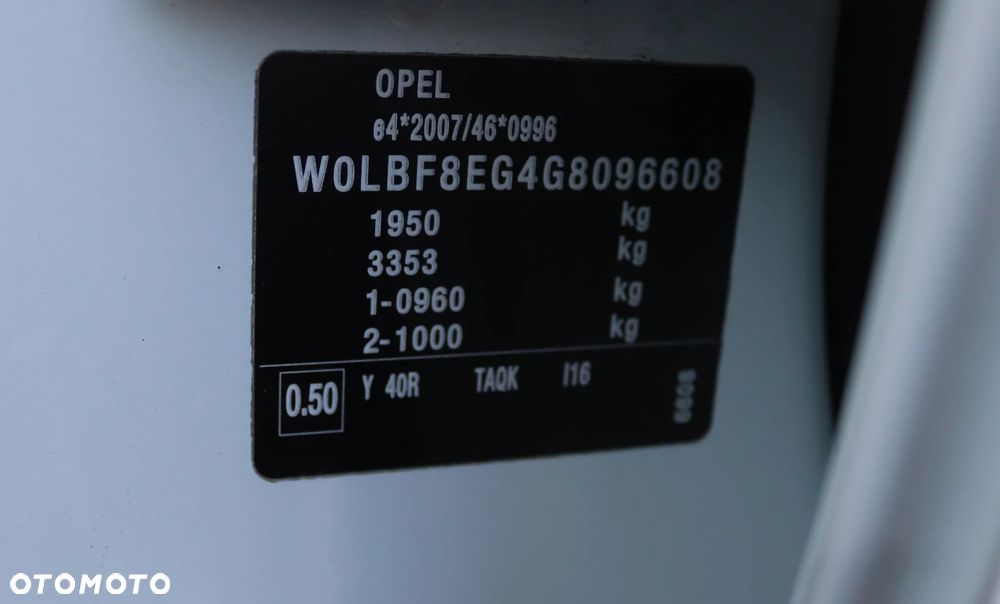 OPEL
e4*2007/46*0996
W0LBF8EG4G8096608
1950 kg
3353 kg
1-0960 kg
2-1000 kg
0.50 Y 40R TAQK I16
6608
OTOMOTO